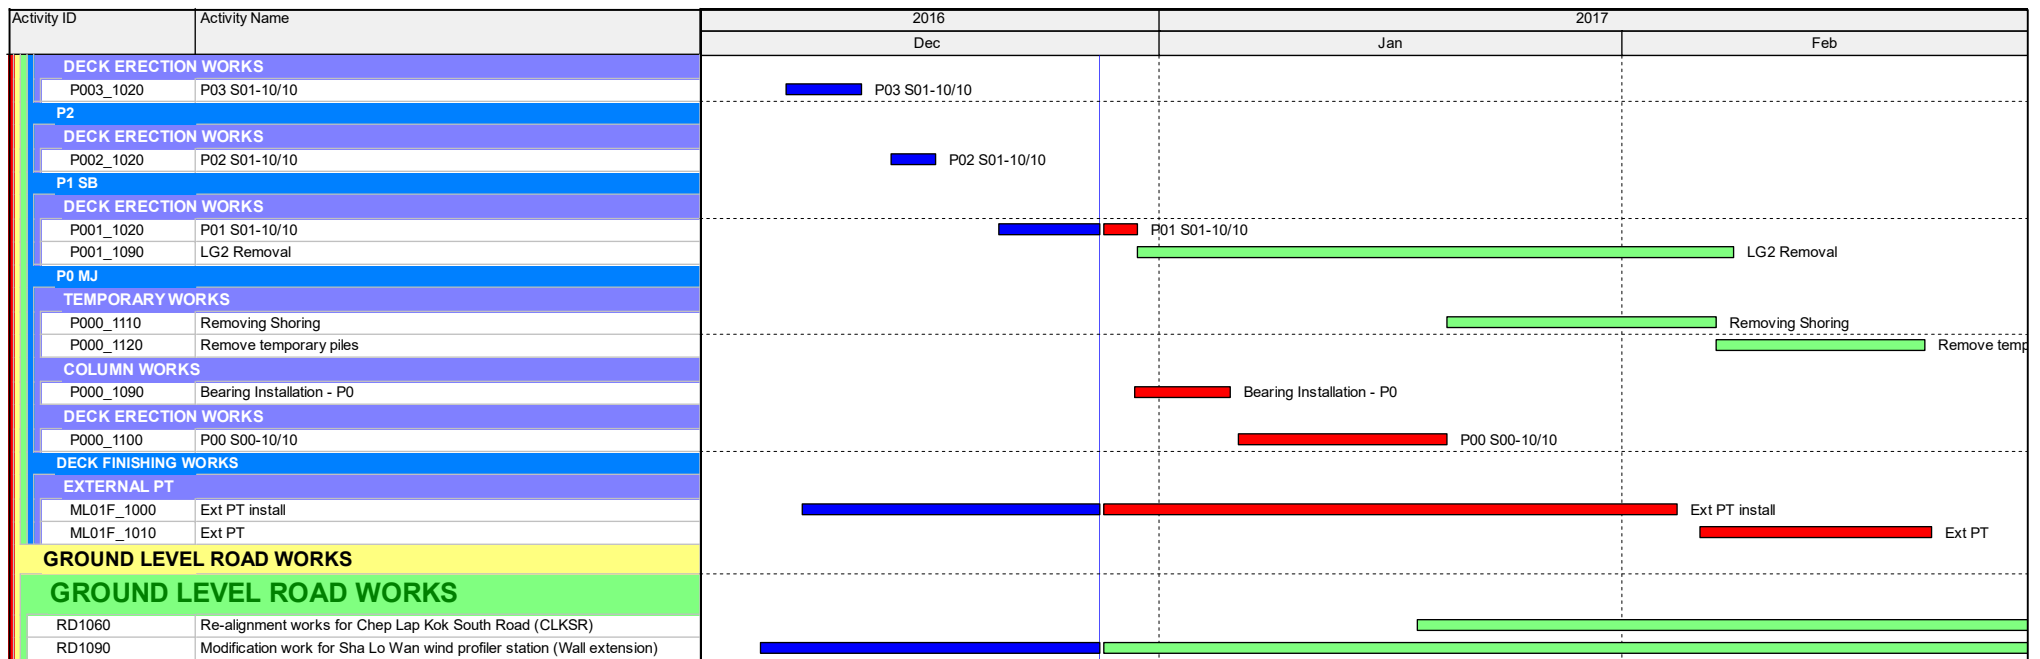 Activity ID Activity Name 2016 2017
Dec Jan Feb
DECK ERECTION WORKS
P003_1020 P03 S01-10/10 P03 S01-10/10
P2
DECK ERECTION WORKS
P002_1020 P02 S01-10/10 P02 S01-10/10
P1 SB
DECK ERECTION WORKS
P001_1020 P01 S01-10/10 P01 S01-10/10
P001_1090 LG2 Removal LG2 Removal
P0 MJ
TEMPORARY WORKS
P000_1110 Removing Shoring Removing Shoring
P000_1120 Remove temporary piles Remove temp
COLUMN WORKS
P000_1090 Bearing Installation - P0 Bearing Installation - P0
DECK ERECTION WORKS
P000_1100 P00 S00-10/10 P00 S00-10/10
DECK FINISHING WORKS
EXTERNAL PT
ML01F_1000 Ext PT install Ext PT install
ML01F_1010 Ext PT Ext PT
GROUND LEVEL ROAD WORKS
GROUND LEVEL ROAD WORKS
RD1060 Re-alignment works for Chep Lap Kok South Road (CLKSR)
RD1090 Modification work for Sha Lo Wan wind profiler station (Wall extension)